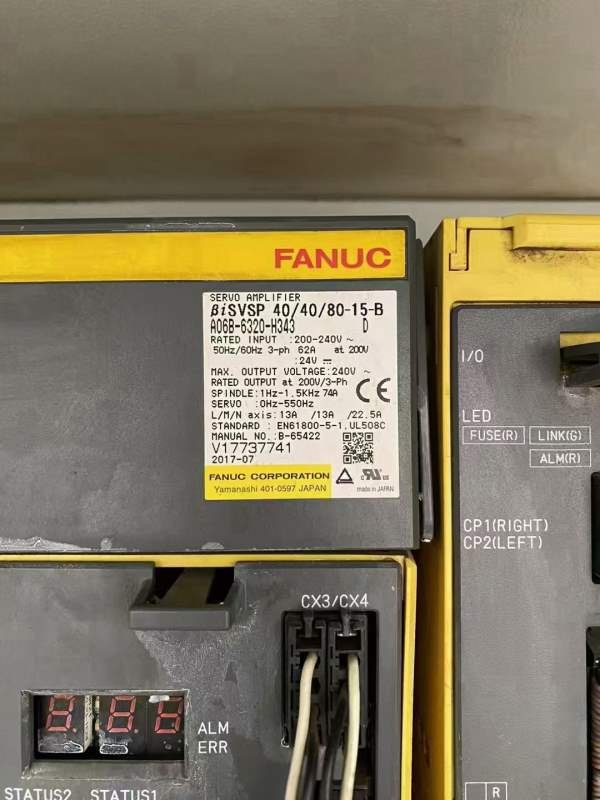 FANUC
SERVO AMPLIFIER
βiSVSP 40/40/80-15-B
A06B-6320-H343 D
RATED INPUT :200-240V~
50Hz/60Hz 3-ph 62A at 200V
:24V ⎓
MAX. OUTPUT VOLTAGE:240V~
RATED OUTPUT at 200V/3-Ph
SPINDLE:1Hz-1.5KHz 74A
SERVO :0Hz-550Hz
L/M/N axis:13A /13A /22.5A
STANDARD : EN61800-5-1,UL508C
MANUAL NO.:B-65422
V17737741
2017-07
CE
FANUC CORPORATION
Yamanashi 401-0597 JAPAN
c RU us
made in JAPAN
CX3/CX4
ALM
ERR
STATUS2 STATUS1
I/O
LED
FUSE(R) LINK(G)
ALM(R)
CP1(RIGHT)
CP2(LEFT)
R